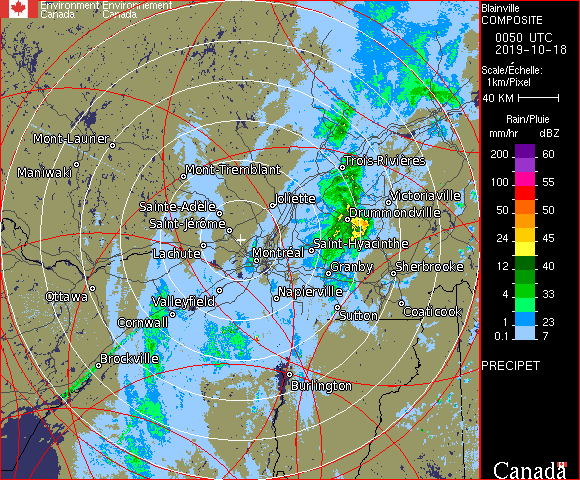 Environment Environnement
Canada Canada
Blainville
COMPOSITE
0050 UTC
2019-10-18
Scale/Échelle:
1km/Pixel
40 KM
Rain/Pluie
mm/hr dBZ
200 60
100 55
50 50
24 45
12 40
4 33
1 23
0.1 7
PRECIPET
Canada
Mont-Laurier
Maniwaki
Mont-Tremblant
Trois-Rivières
Sainte-Adèle
Joliette
Victoriaville
Saint-Jérôme
Drummondville
Lachute
Montréal
Saint-Hyacinthe
Granby
Sherbrooke
Ottawa
Valleyfield
Napierville
Cornwall
Sutton
Coaticook
Brockville
Burlington